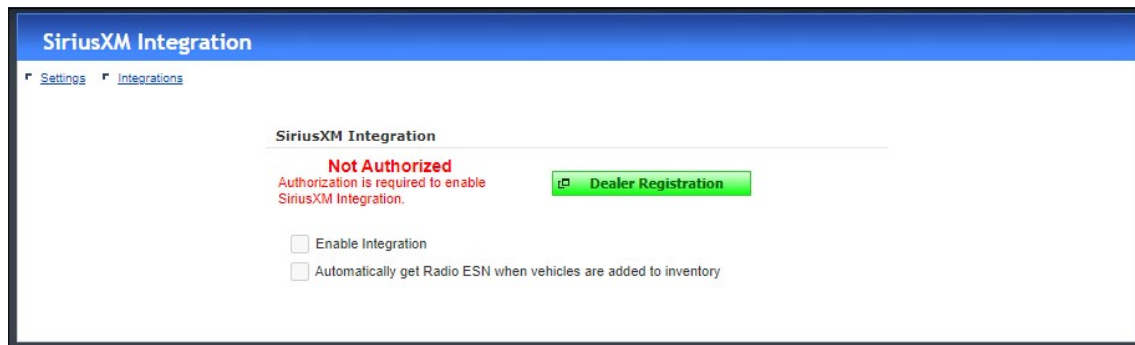 SiriusXM Integration
Settings Integrations
SiriusXM Integration
Not Authorized
Authorization is required to enable
SiriusXM Integration.
Dealer Registration
Enable Integration
Automatically get Radio ESN when vehicles are added to inventory